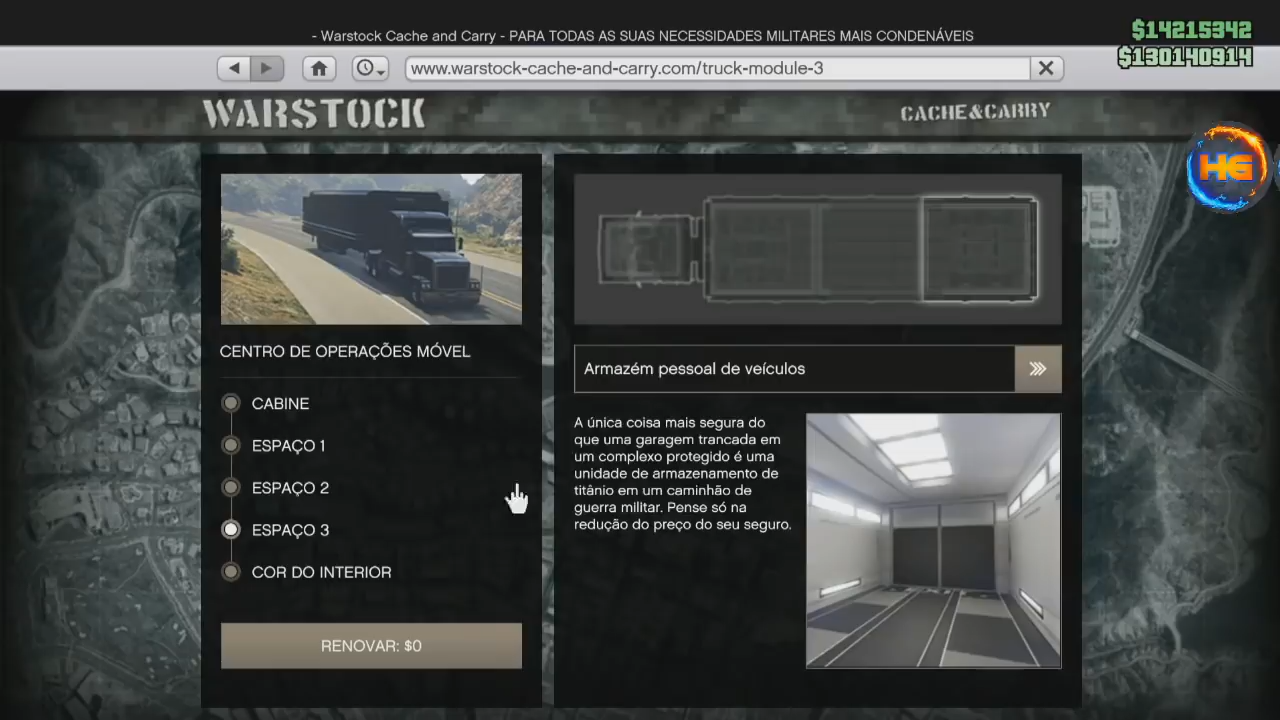 - Warstock Cache and Carry - PARA TODAS AS SUAS NECESSIDADES MILITARES MAIS CONDENÁVEIS
$14215342
$130140914
www.warstock-cache-and-carry.com/truck-module-3
WARSTOCK
CACHE&CARRY
HG
CENTRO DE OPERAÇÕES MÓVEL
CABINE
ESPAÇO 1
ESPAÇO 2
ESPAÇO 3
COR DO INTERIOR
RENOVAR: $0
Armazém pessoal de veículos
A única coisa mais segura do
que uma garagem trancada em
um complexo protegido é uma
unidade de armazenamento de
titânio em um caminhão de
guerra militar. Pense só na
redução do preço do seu seguro.